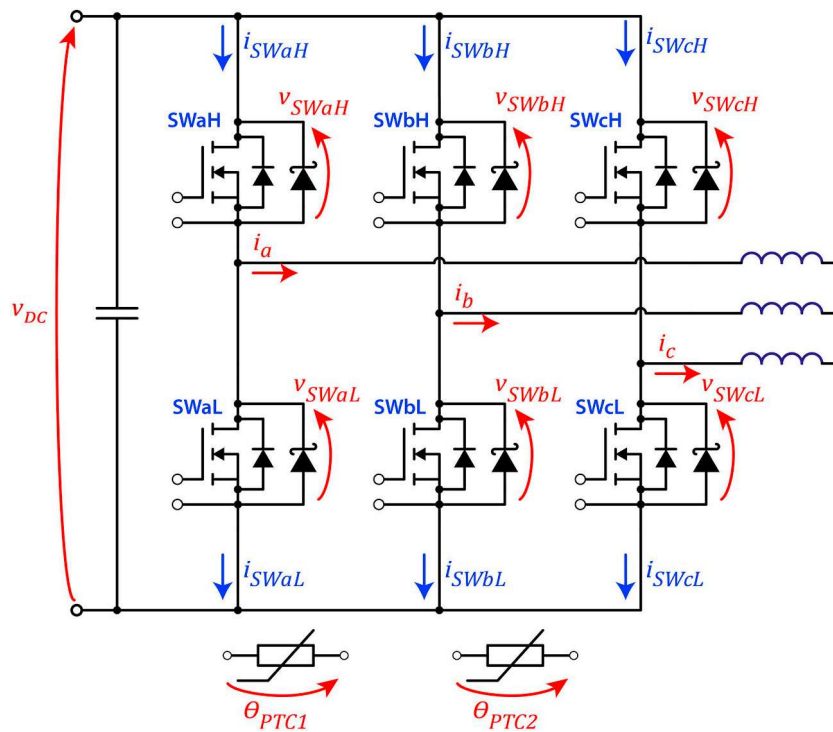 i_SWaH i_SWbH i_SWcH
v_SWaH v_SWbH v_SWcH
SWaH SWbH SWcH
i_a
i_b
v_DC
i_c
v_SWaL v_SWbL v_SWcL
SWaL SWbL SWcL
i_SWaL i_SWbL i_SWcL
θ_PTC1 θ_PTC2